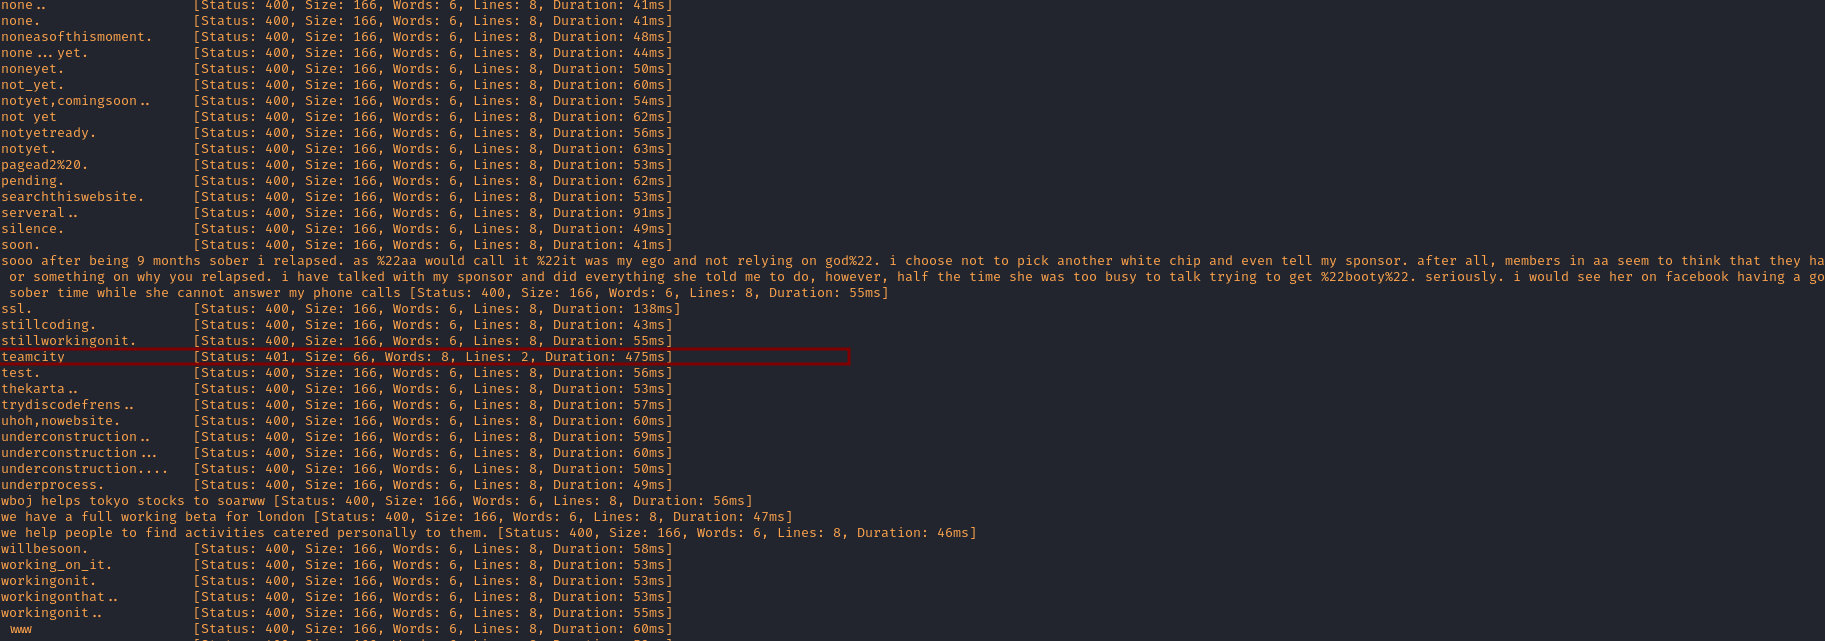 none..              [Status: 400, Size: 166, Words: 6, Lines: 8, Duration: 41ms]
none.               [Status: 400, Size: 166, Words: 6, Lines: 8, Duration: 41ms]
noneasofthismoment. [Status: 400, Size: 166, Words: 6, Lines: 8, Duration: 48ms]
none...yet.         [Status: 400, Size: 166, Words: 6, Lines: 8, Duration: 44ms]
noneyet.            [Status: 400, Size: 166, Words: 6, Lines: 8, Duration: 50ms]
not_yet.            [Status: 400, Size: 166, Words: 6, Lines: 8, Duration: 60ms]
notyet,comingsoon.. [Status: 400, Size: 166, Words: 6, Lines: 8, Duration: 54ms]
not yet             [Status: 400, Size: 166, Words: 6, Lines: 8, Duration: 62ms]
notyetready.        [Status: 400, Size: 166, Words: 6, Lines: 8, Duration: 56ms]
notyet.             [Status: 400, Size: 166, Words: 6, Lines: 8, Duration: 63ms]
pagead2%20.         [Status: 400, Size: 166, Words: 6, Lines: 8, Duration: 53ms]
pending.            [Status: 400, Size: 166, Words: 6, Lines: 8, Duration: 62ms]
searchthiswebsite.  [Status: 400, Size: 166, Words: 6, Lines: 8, Duration: 53ms]
serveral..          [Status: 400, Size: 166, Words: 6, Lines: 8, Duration: 91ms]
silence.            [Status: 400, Size: 166, Words: 6, Lines: 8, Duration: 49ms]
soon.               [Status: 400, Size: 166, Words: 6, Lines: 8, Duration: 41ms]
sooo after being 9 months sober i relapsed. as %22aa would call it %22it was my ego and not relying on god%22. i choose not to pick another white chip and even tell my sponsor. after all, members in aa seem to think that they ha
or something on why you relapsed. i have talked with my sponsor and did everything she told me to do, however, half the time she was too busy to talk trying to get %22booty%22. seriously. i would see her on facebook having a go
sober time while she cannot answer my phone calls [Status: 400, Size: 166, Words: 6, Lines: 8, Duration: 55ms]
ssl.                [Status: 400, Size: 166, Words: 6, Lines: 8, Duration: 138ms]
stillcoding.        [Status: 400, Size: 166, Words: 6, Lines: 8, Duration: 43ms]
stillworkingonit.   [Status: 400, Size: 166, Words: 6, Lines: 8, Duration: 55ms]
teamcity            [Status: 401, Size: 66, Words: 8, Lines: 2, Duration: 475ms]
test.               [Status: 400, Size: 166, Words: 6, Lines: 8, Duration: 56ms]
thekarta..          [Status: 400, Size: 166, Words: 6, Lines: 8, Duration: 53ms]
trydiscodefrens..   [Status: 400, Size: 166, Words: 6, Lines: 8, Duration: 57ms]
uhoh,nowebsite.     [Status: 400, Size: 166, Words: 6, Lines: 8, Duration: 60ms]
underconstruction.. [Status: 400, Size: 166, Words: 6, Lines: 8, Duration: 59ms]
underconstruction... [Status: 400, Size: 166, Words: 6, Lines: 8, Duration: 60ms]
underconstruction.... [Status: 400, Size: 166, Words: 6, Lines: 8, Duration: 50ms]
underprocess.       [Status: 400, Size: 166, Words: 6, Lines: 8, Duration: 49ms]
wboj helps tokyo stocks to soarww [Status: 400, Size: 166, Words: 6, Lines: 8, Duration: 56ms]
we have a full working beta for london [Status: 400, Size: 166, Words: 6, Lines: 8, Duration: 47ms]
we help people to find activities catered personally to them. [Status: 400, Size: 166, Words: 6, Lines: 8, Duration: 46ms]
willbesoon.         [Status: 400, Size: 166, Words: 6, Lines: 8, Duration: 58ms]
working_on_it.      [Status: 400, Size: 166, Words: 6, Lines: 8, Duration: 53ms]
workingonit.        [Status: 400, Size: 166, Words: 6, Lines: 8, Duration: 53ms]
workingonthat..     [Status: 400, Size: 166, Words: 6, Lines: 8, Duration: 53ms]
workingonit..       [Status: 400, Size: 166, Words: 6, Lines: 8, Duration: 55ms]
www                 [Status: 400, Size: 166, Words: 6, Lines: 8, Duration: 60ms]